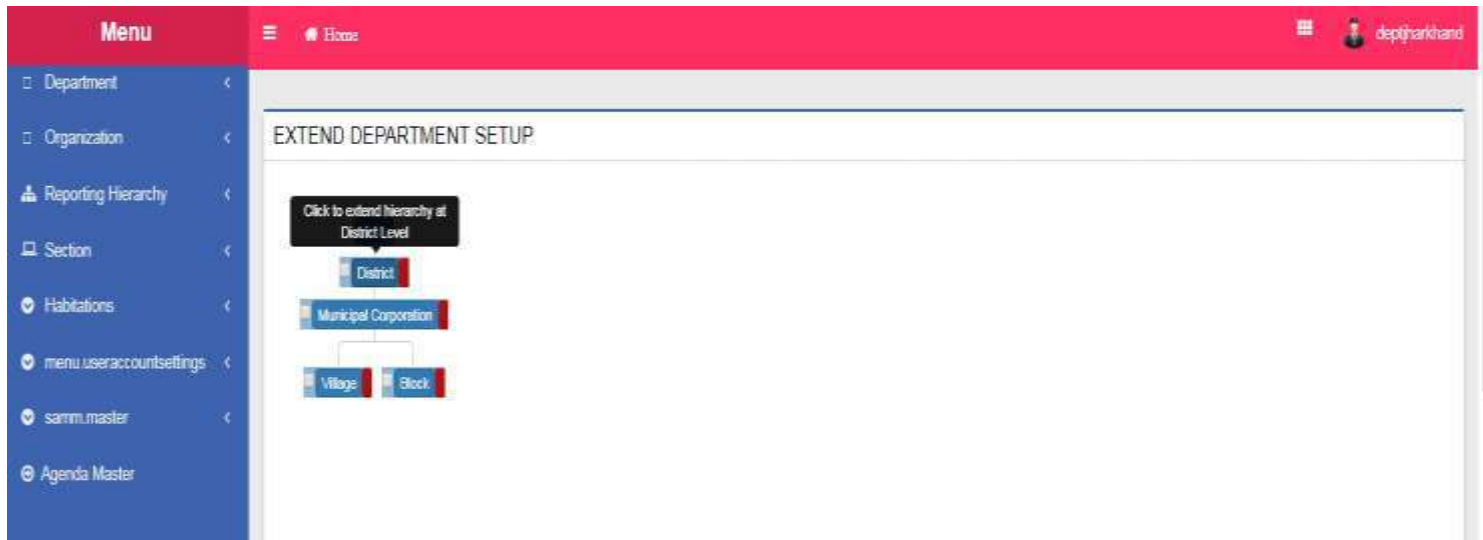 Menu
Home
deptjharkhand
Department
Organization
Reporting Hierarchy
Section
Habitations
menu.useraccountsettings
samm.master
Agenda Master
EXTEND DEPARTMENT SETUP
Click to extend hierarchy at
District Level
District
Municipal Corporation
Village Block